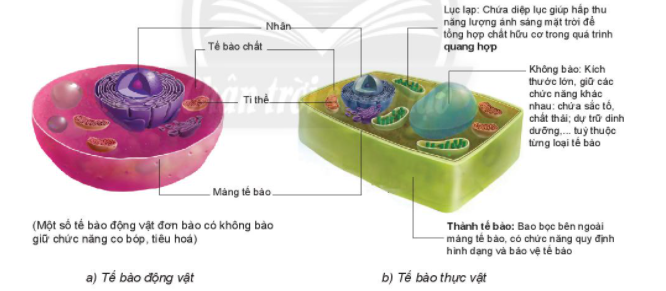 Nhân
Tế bào chất
Ti thể
Màng tế bào
Lục lạp: Chứa diệp lục giúp hấp thu
năng lượng ánh sáng mặt trời để
tổng hợp chất hữu cơ trong quá trình
quang hợp
Không bào: Kích
thước lớn, giữ các
chức năng khác
nhau: chứa sắc tố,
chất thải; dự trữ dinh
dưỡng,... tuỳ thuộc
từng loại tế bào
Thành tế bào: Bao bọc bên ngoài
màng tế bào, có chức năng quy định
hình dạng và bảo vệ tế bào
(Một số tế bào động vật đơn bào có không bào
giữ chức năng co bóp, tiêu hoá)
a) Tế bào động vật
b) Tế bào thực vật